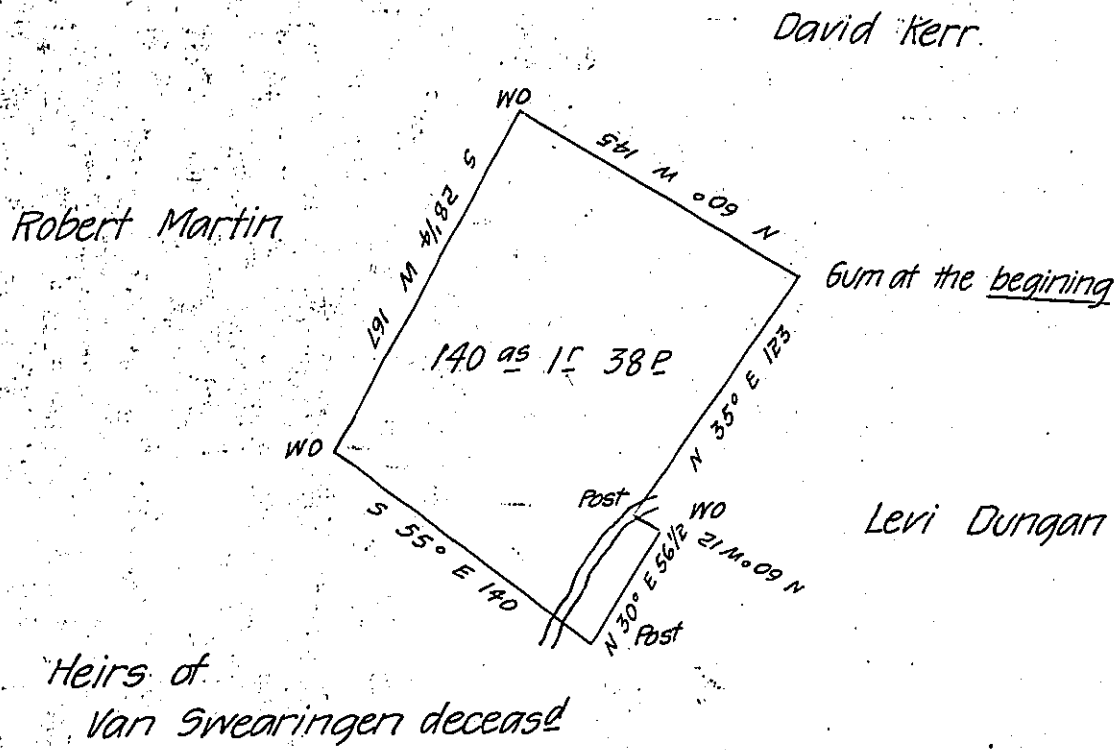 David Kerr.
WO
N 60° W 145
S 28 1/4 W 167
Robert Martin
Gum at the begining
140 as 1r 38p
N 35° E 123
WO
Post
WO
Levi Dungan
S 55° E 140
N 60° W 12
N 30° E 56 1/2
Post
Heirs of
Van Swearingen deceasd